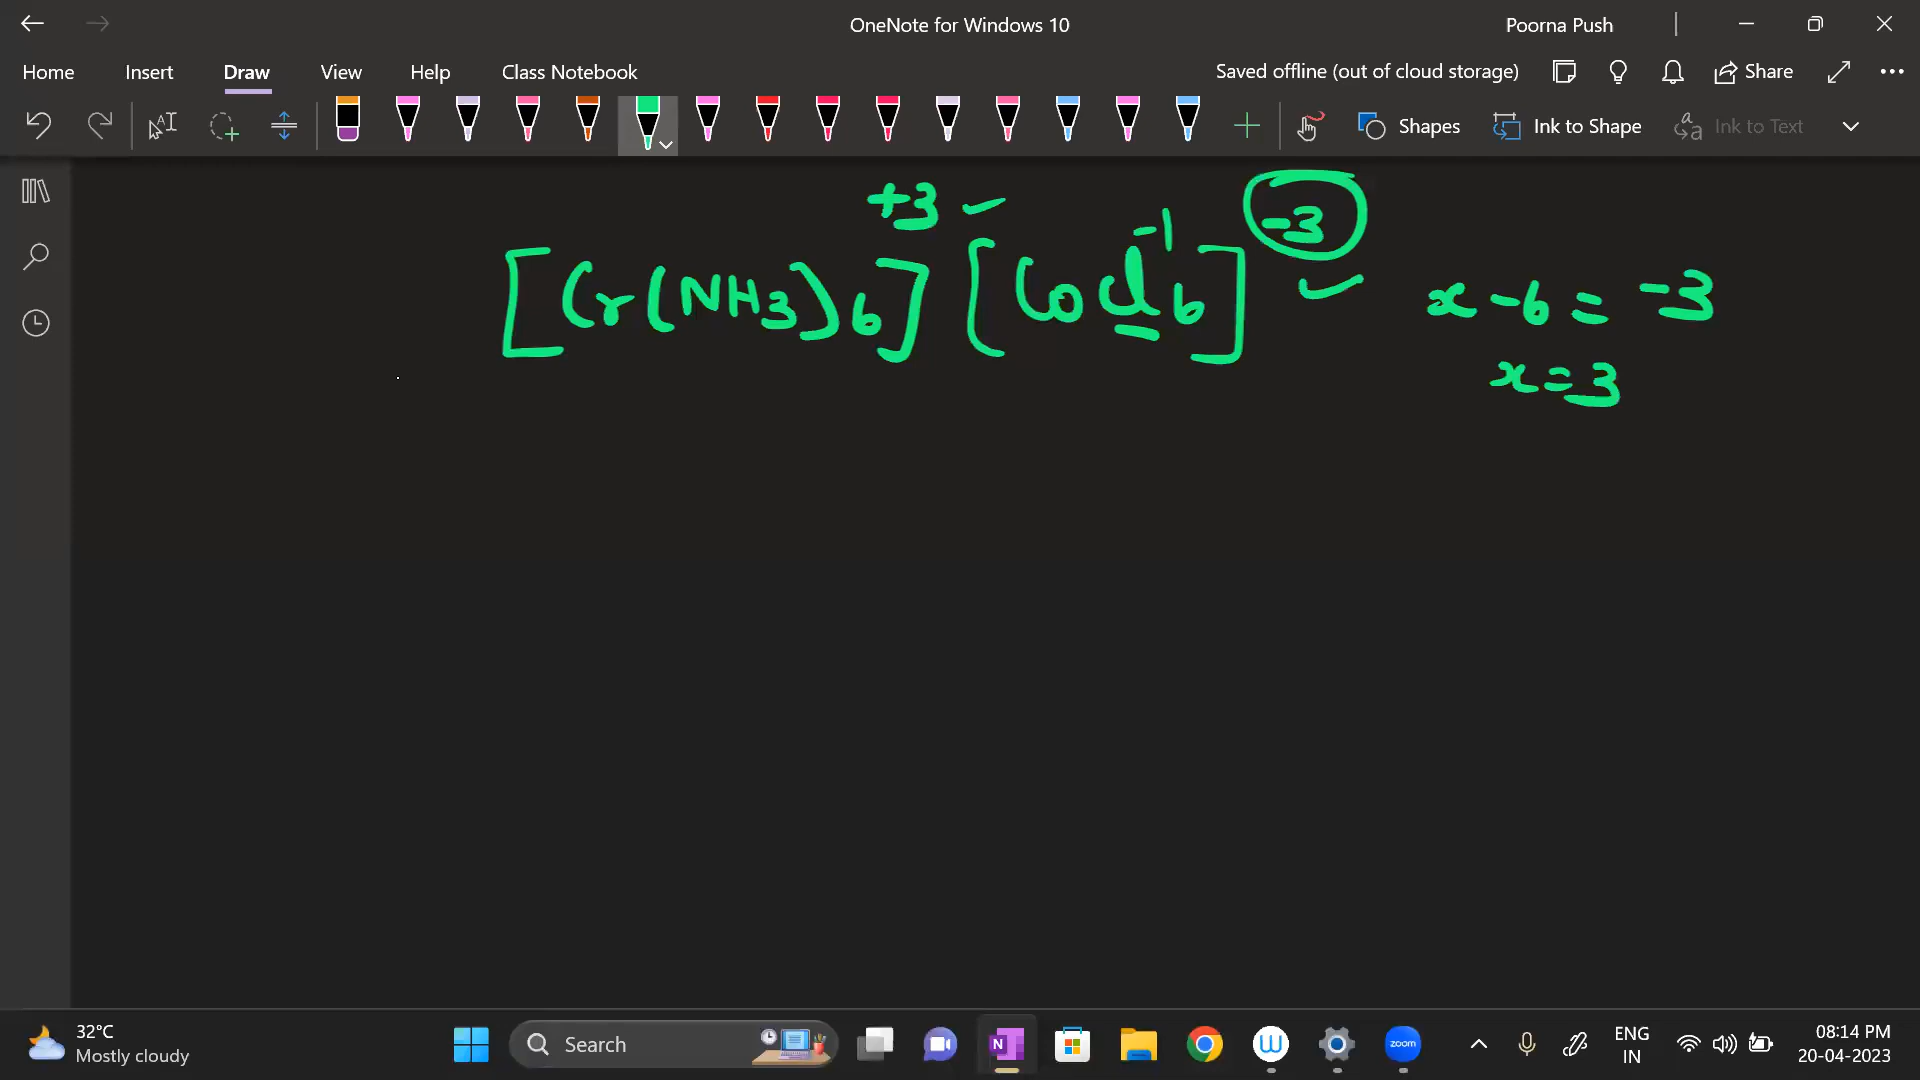 OneNote for Windows 10
Poorna Push
Home Insert Draw View Help Class Notebook
Saved offline (out of cloud storage)
Share
Shapes
Ink to Shape
Ink to Text
+3
-3
-1
[Cr(NH3)6] [CoCl6]
x - 6 = -3
x = 3
32°C
Mostly cloudy
Search
zoom
ENG
IN
08:14 PM
20-04-2023